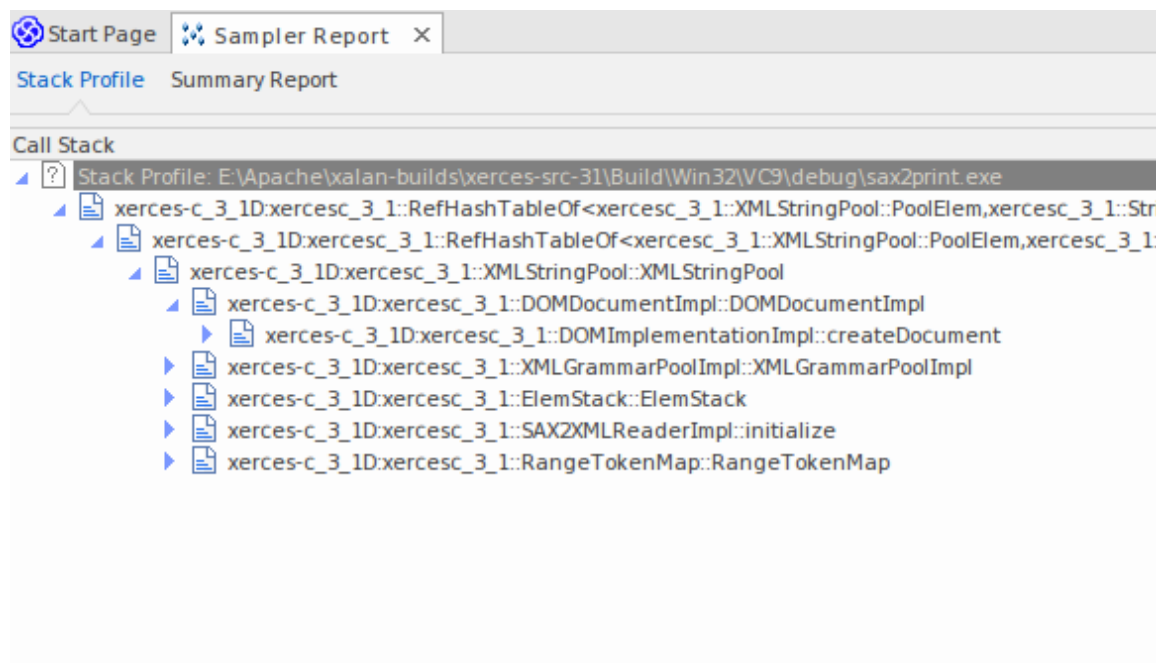 Start Page Sampler Report ×
Stack Profile Summary Report
Call Stack
? Stack Profile: E:\Apache\xalan-builds\xerces-src-31\Build\Win32\VC9\debug\sax2print.exe
xerces-c_3_1D:xercesc_3_1::RefHashTableOf<xercesc_3_1::XMLStringPool::PoolElem,xercesc_3_1::Stri
xerces-c_3_1D:xercesc_3_1::RefHashTableOf<xercesc_3_1::XMLStringPool::PoolElem,xercesc_3_1:
xerces-c_3_1D:xercesc_3_1::XMLStringPool::XMLStringPool
xerces-c_3_1D:xercesc_3_1::DOMDocumentImpl::DOMDocumentImpl
xerces-c_3_1D:xercesc_3_1::DOMImplementationImpl::createDocument
xerces-c_3_1D:xercesc_3_1::XMLGrammarPoolImpl::XMLGrammarPoolImpl
xerces-c_3_1D:xercesc_3_1::ElemStack::ElemStack
xerces-c_3_1D:xercesc_3_1::SAX2XMLReaderImpl::initialize
xerces-c_3_1D:xercesc_3_1::RangeTokenMap::RangeTokenMap